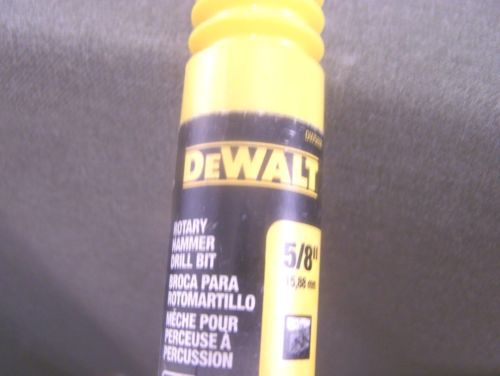 DEWALT
ROTARY
HAMMER
DRILL BIT
BROCA PARA
ROTOMARTILLO
MÈCHE POUR
PERCEUSE À
PERCUSSION
5/8"
15,88 mm